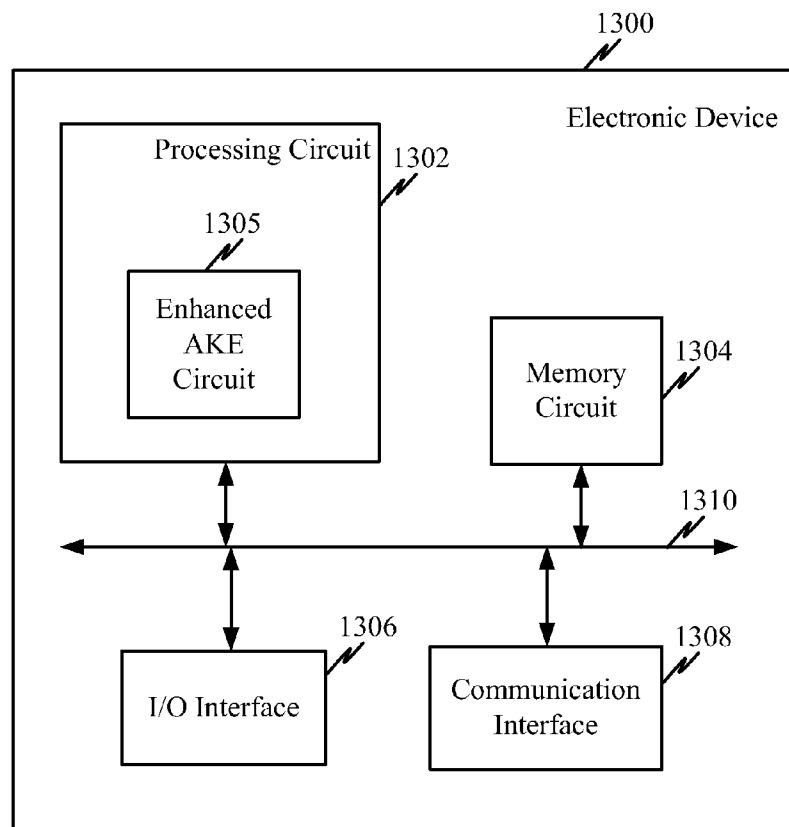 1300
Electronic Device
Processing Circuit
1302
1305
Enhanced
AKE
Circuit
1304
Memory
Circuit
1310
1306
I/O Interface
1308
Communication
Interface